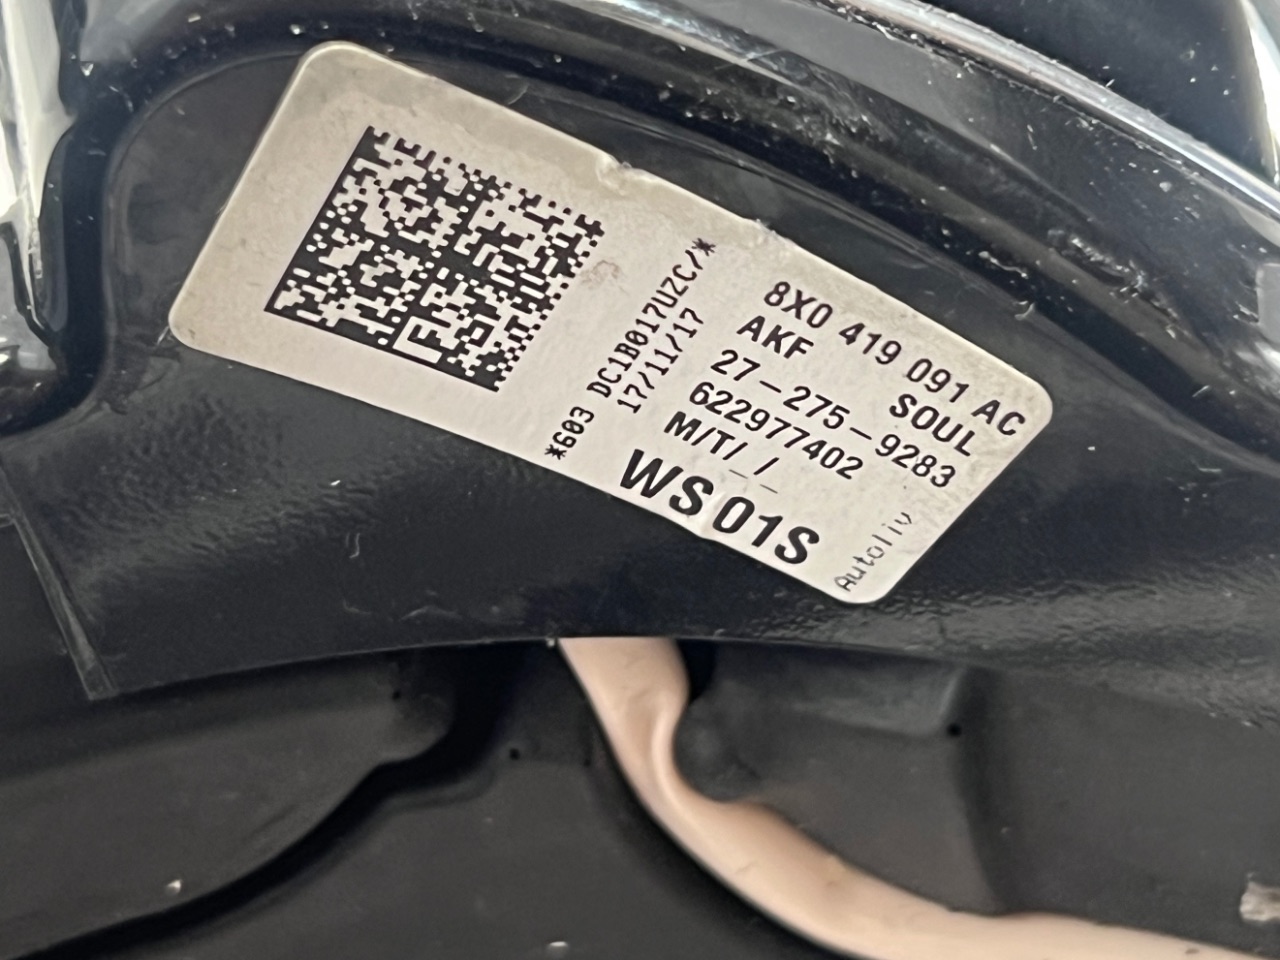 8X0 419 091 AC
AKF SOUL
27-275-9283
622977402
M/T/_/_
WS01S
*603 DC1B017UZC/*
17/11/17
Autoliv